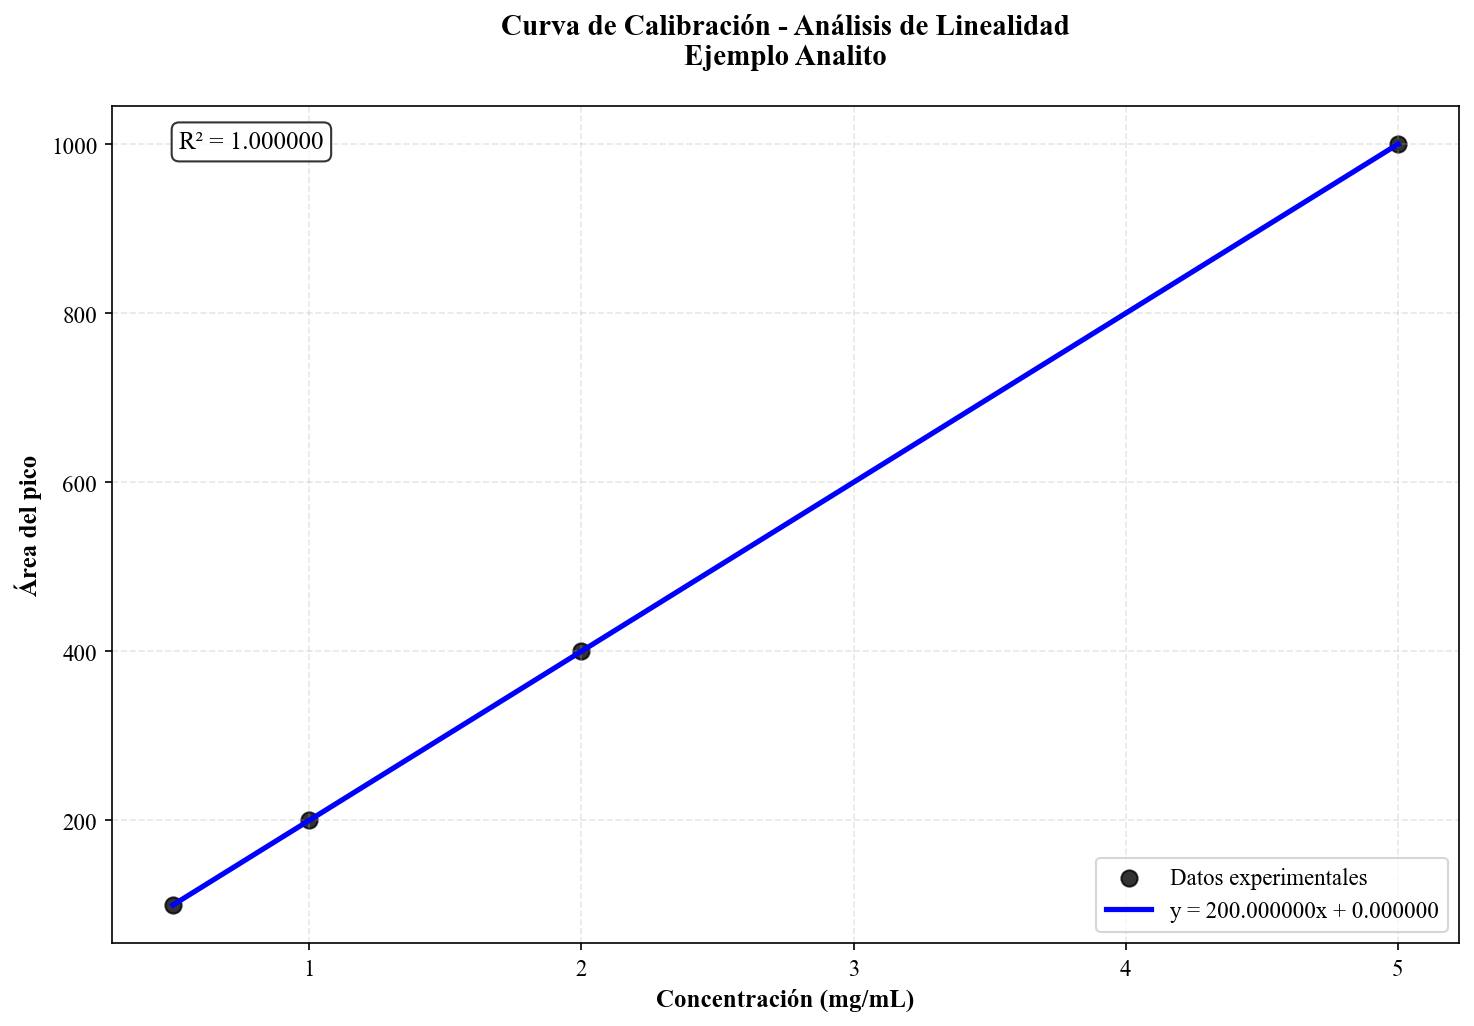 Curva de Calibración - Análisis de Linealidad
Ejemplo Analito
R² = 1.000000
1000
800
600
400
200
Área del pico
Datos experimentales
y = 200.000000x + 0.000000
1 2 3 4 5
Concentración (mg/mL)